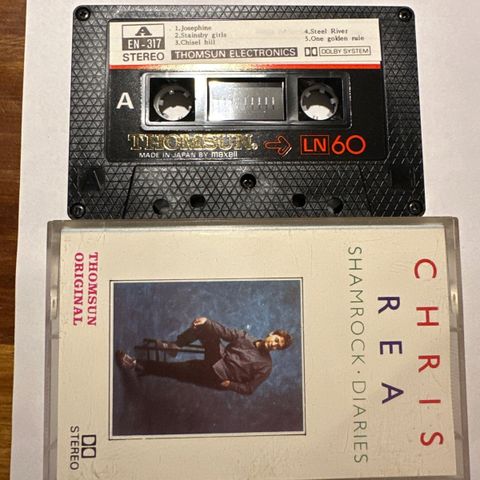 A
EN-317
STEREO
1.Josephine
2.Stainsby girls
3.Chisel hill
4.Steel River
5.One golden rule
THOMSUN ELECTRONICS
DOLBY SYSTEM
A
THOMSUN
LN60
MADE IN JAPAN BY maxell
CHRIS
REA
SHAMROCK · DIARIES
THOMSUN
ORIGINAL
STEREO